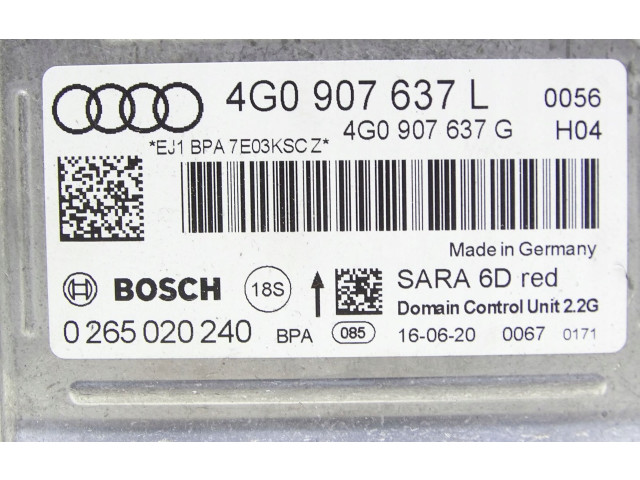 4G0 907 637 L 0056
4G0 907 637 G H04
*EJ1 BPA 7E03KSC Z*
Made in Germany
BOSCH 18S SARA 6D red
Domain Control Unit 2.2G
0 265 020 240 BPA 085 16-06-20 0067 0171